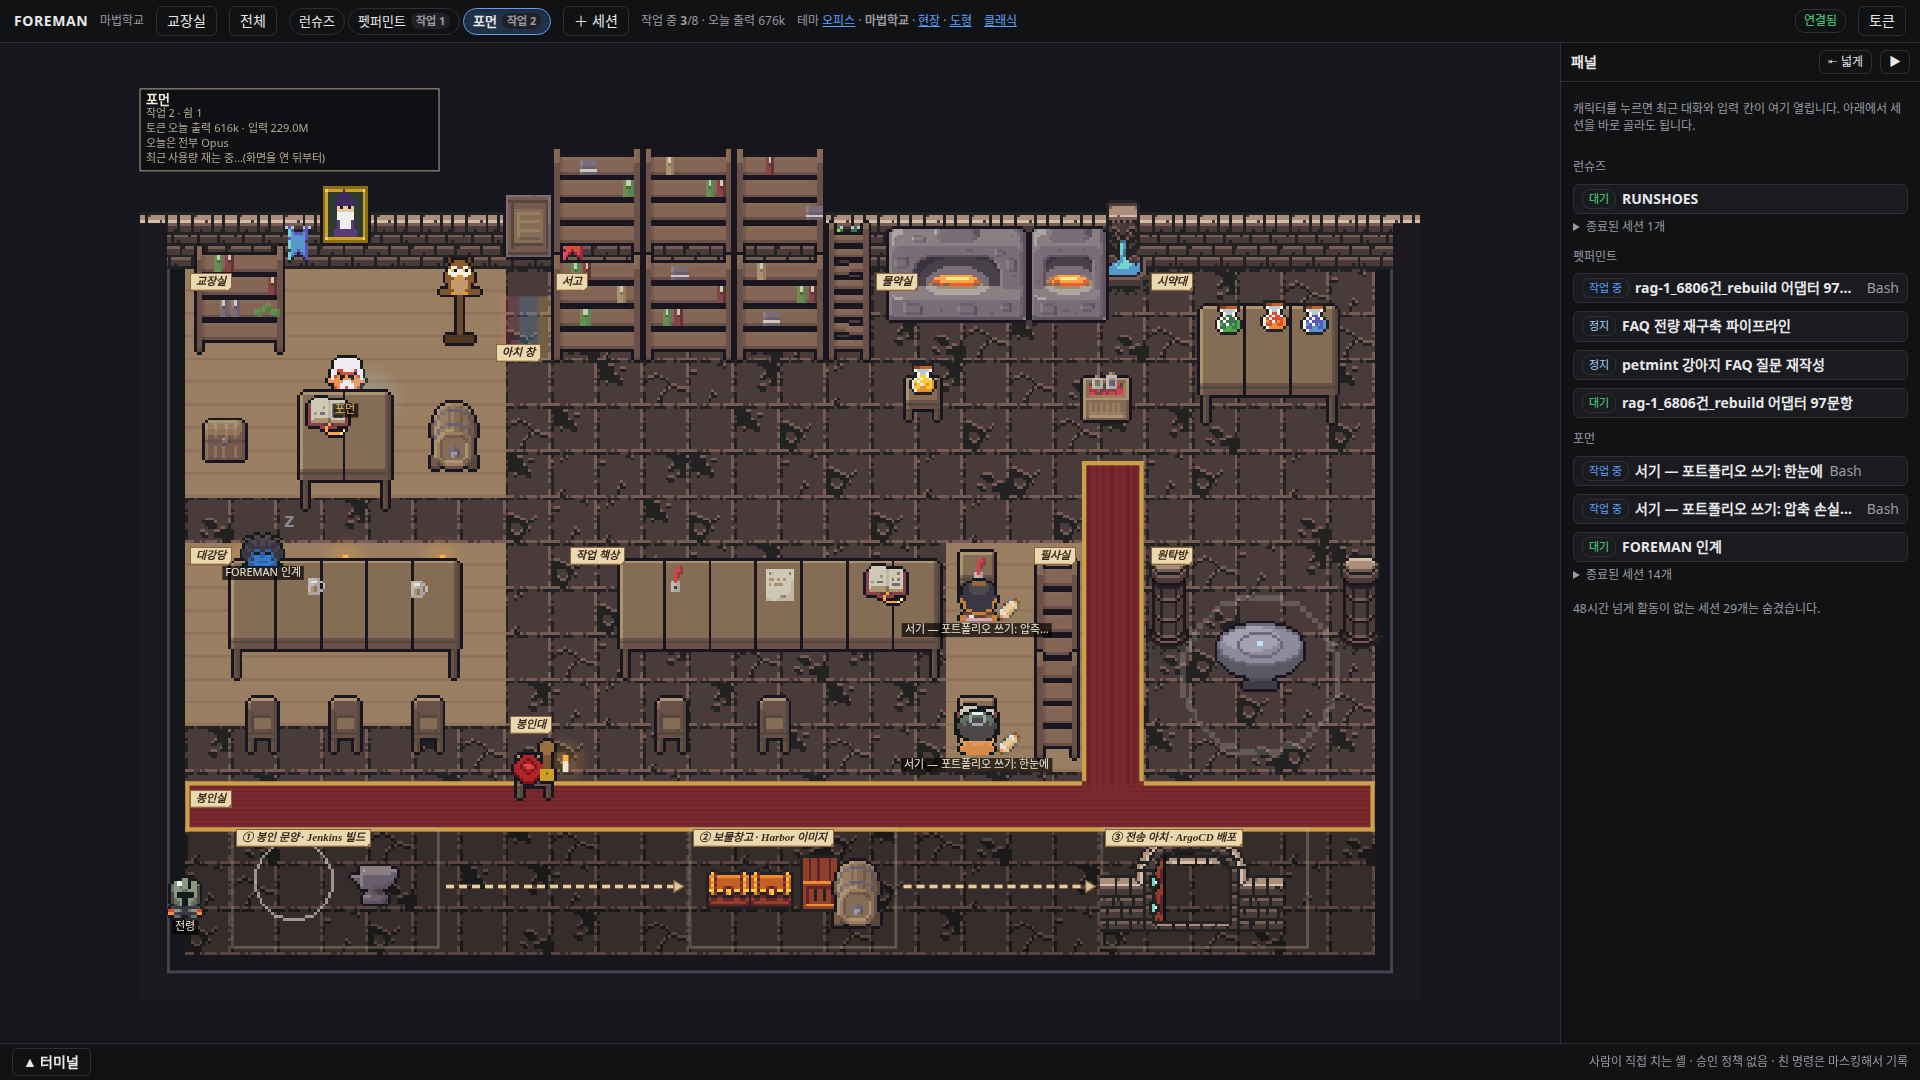 FOREMAN 마법학교 교장실 전체 런슈즈 펫퍼민트 작업 1 포먼 작업 2 ＋ 세션 작업 중 3/8 · 오늘 출력 676k 테마 오피스 · 마법학교 · 현장 · 도형 클래식 연결됨 토큰
포먼
작업 2 · 쉼 1
토큰 오늘 출력 616k · 입력 229.0M
오늘은 전부 Opus
최근 사용량 재는 중...(화면을 연 뒤부터)
교장실
서고
물약실
시약대
아치 창
포먼
z
대강당
작업 책상
필사실
원탁방
FOREMAN 인계
서기 — 포트폴리오 쓰기: 압축...
봉인대
서기 — 포트폴리오 쓰기: 한눈에
봉인실
① 봉인 문양 · Jenkins 빌드
② 보물창고 · Harbor 이미지
③ 전송 아치 · ArgoCD 배포
전령
패널 ⇤ 넓게 ▶
캐릭터를 누르면 최근 대화와 입력 칸이 여기 열립니다. 아래에서 세
션을 바로 골라도 됩니다.
런슈즈
대기 RUNSHOES
▶ 종료된 세션 1개
펫퍼민트
작업 중 rag-1_6806건_rebuild 어댑터 97... Bash
정지 FAQ 전량 재구축 파이프라인
정지 petmint 강아지 FAQ 질문 재작성
대기 rag-1_6806건_rebuild 어댑터 97문항
포먼
작업 중 서기 — 포트폴리오 쓰기: 한눈에 Bash
작업 중 서기 — 포트폴리오 쓰기: 압축 손실... Bash
대기 FOREMAN 인계
▶ 종료된 세션 14개
48시간 넘게 활동이 없는 세션 29개는 숨겼습니다.
▲ 터미널
사람이 직접 치는 셸 · 승인 정책 없음 · 친 명령은 마스킹해서 기록